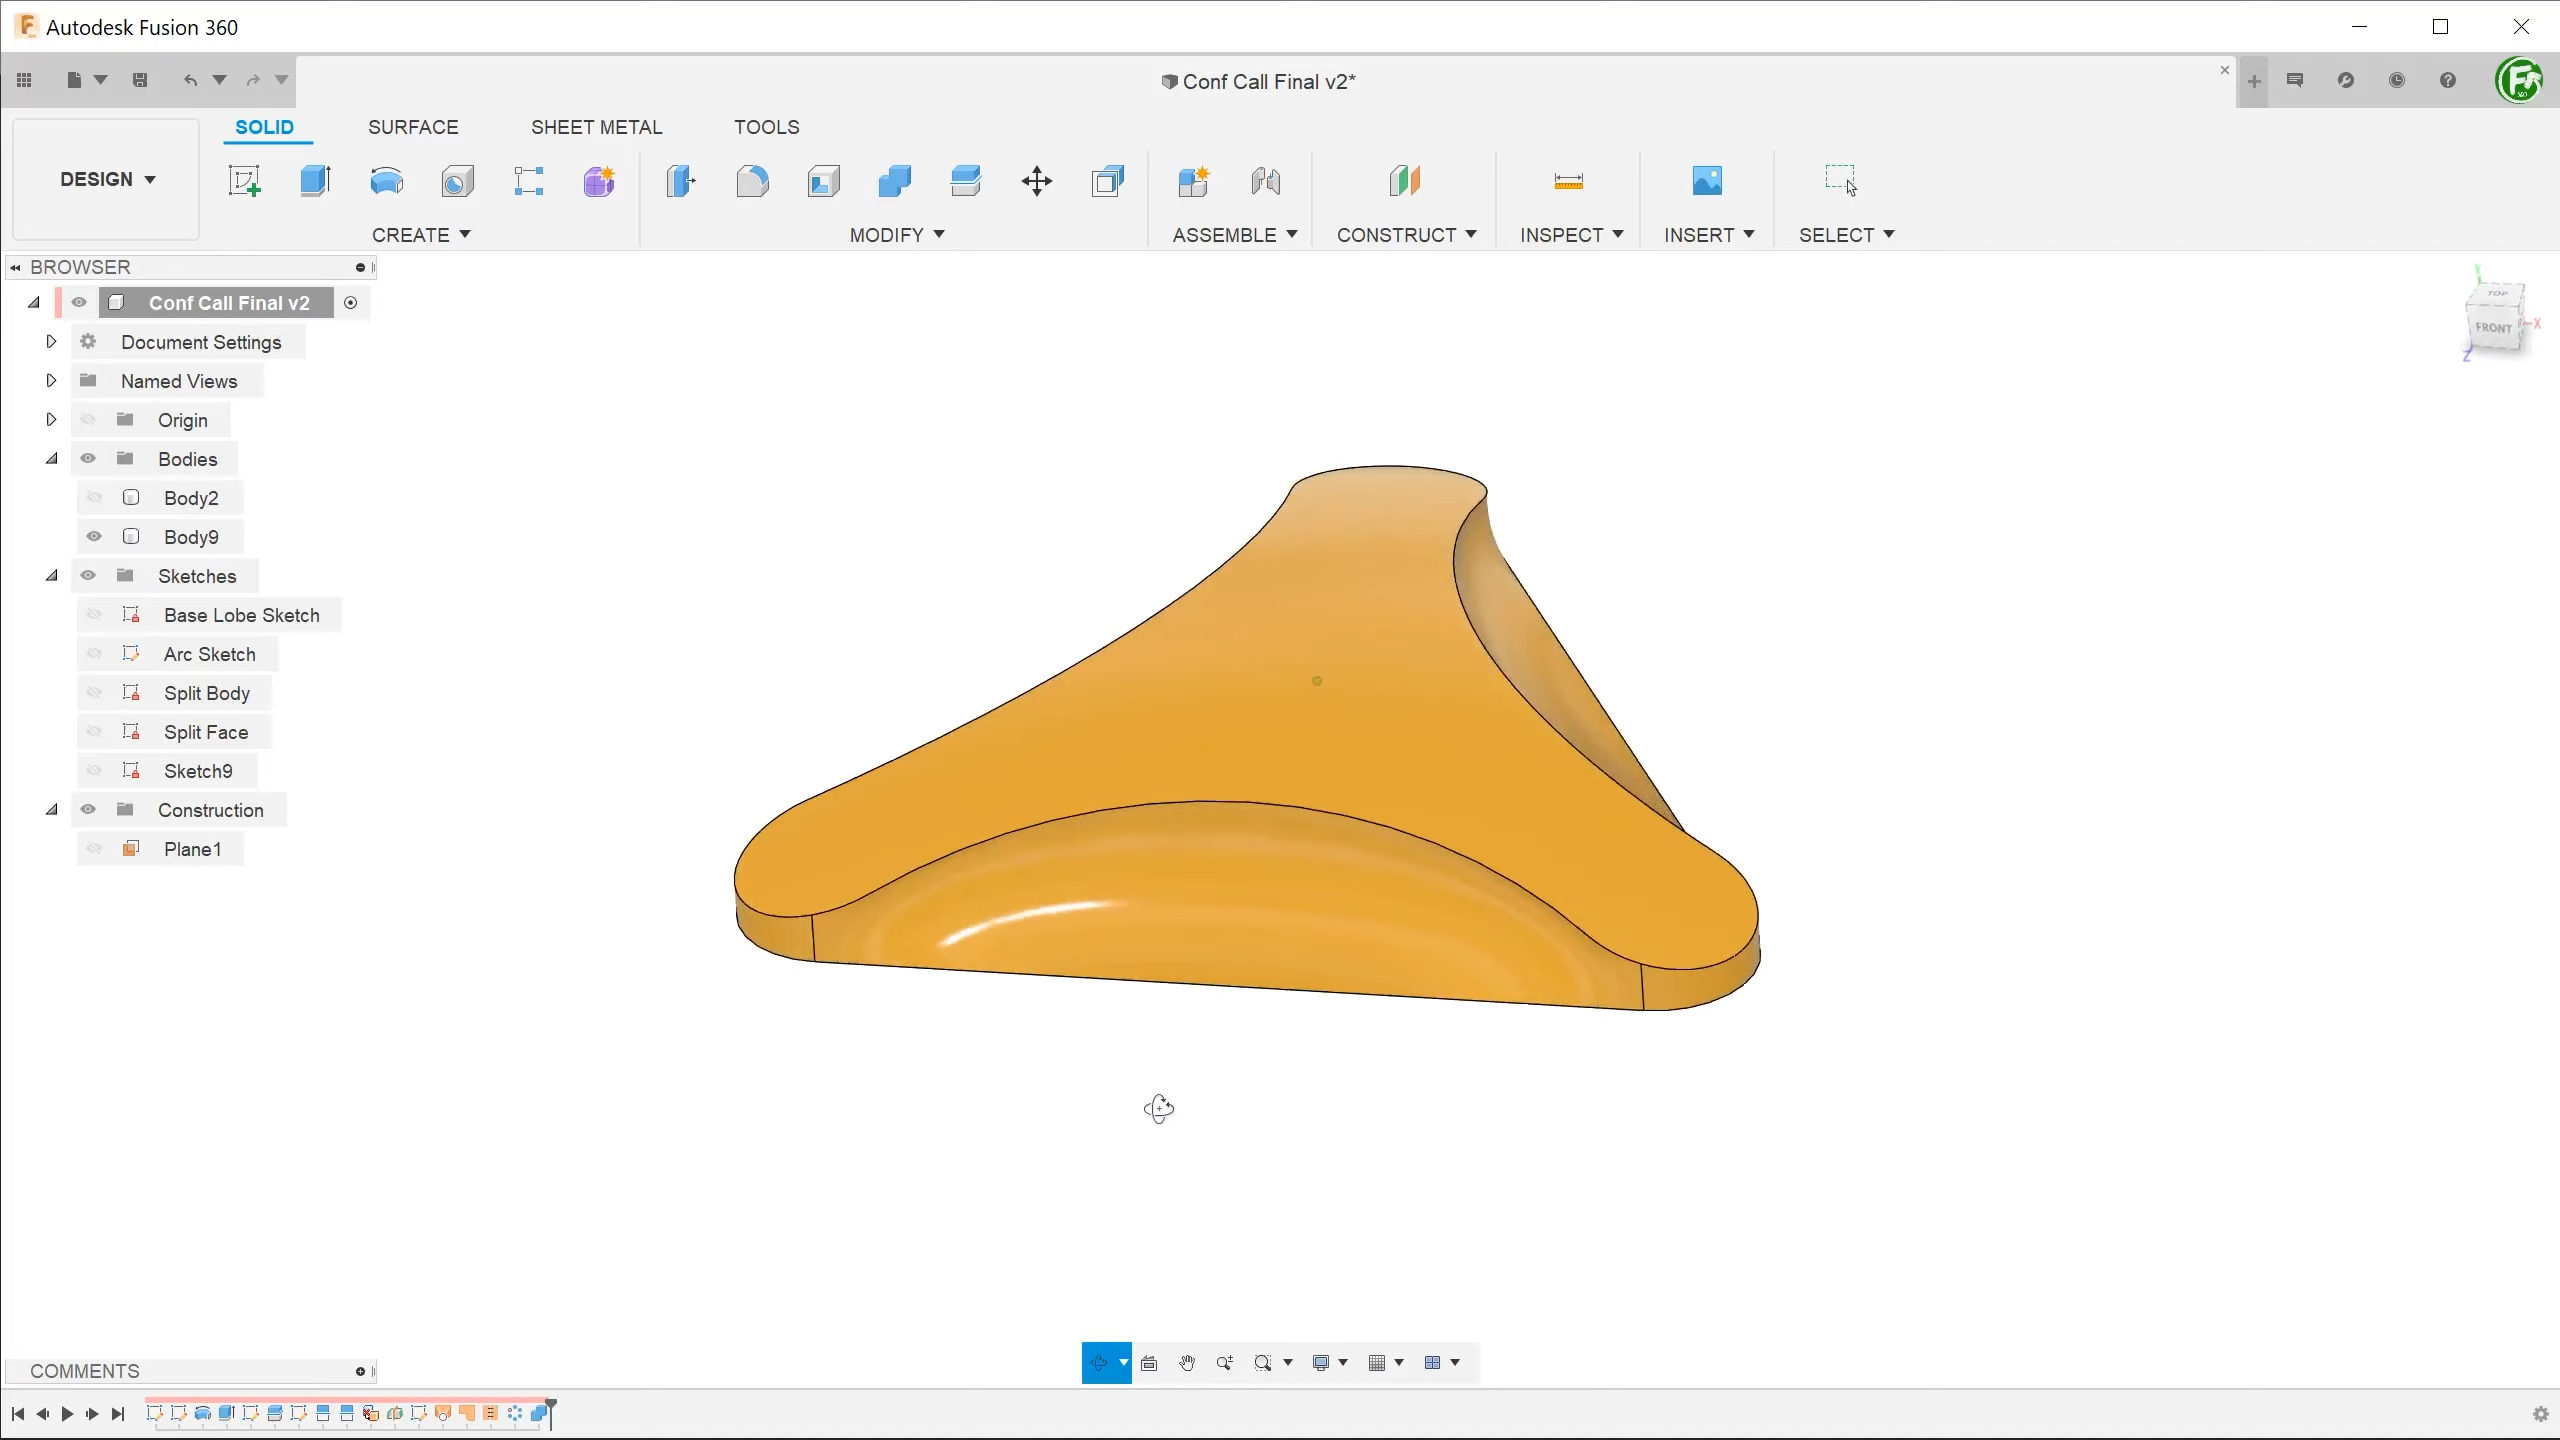 Autodesk Fusion 360
Conf Call Final v2*
SOLID SURFACE SHEET METAL TOOLS
DESIGN
CREATE MODIFY ASSEMBLE CONSTRUCT INSPECT INSERT SELECT
BROWSER
Conf Call Final v2
Document Settings
Named Views
Origin
Bodies
Body2
Body9
Sketches
Base Lobe Sketch
Arc Sketch
Split Body
Split Face
Sketch9
Construction
Plane1
Y
TOP
FRONT
X
Z
COMMENTS